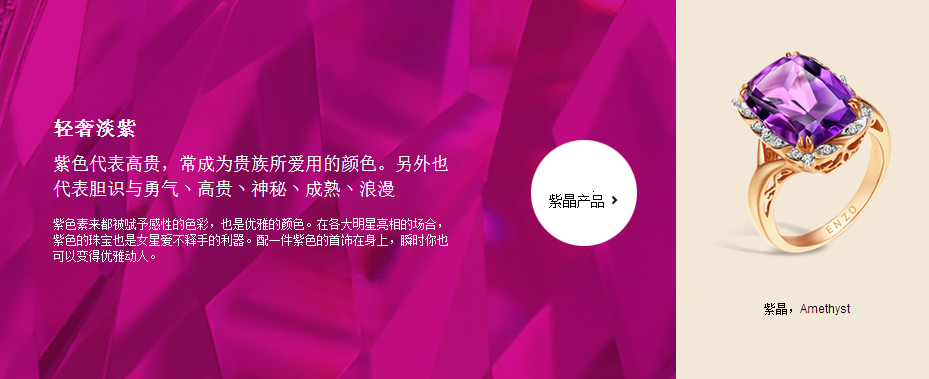 轻奢淡紫
紫色代表高贵，常成为贵族所爱用的颜色。另外也
代表胆识与勇气、高贵、神秘、成熟、浪漫
紫色素来都被赋予感性的色彩，也是优雅的颜色。在各大明星亮相的场合，
紫色的珠宝也是女星爱不释手的利器。配一件紫色的首饰在身上，瞬时你也
可以变得优雅动人。
紫晶产品
ENZO
紫晶，Amethyst